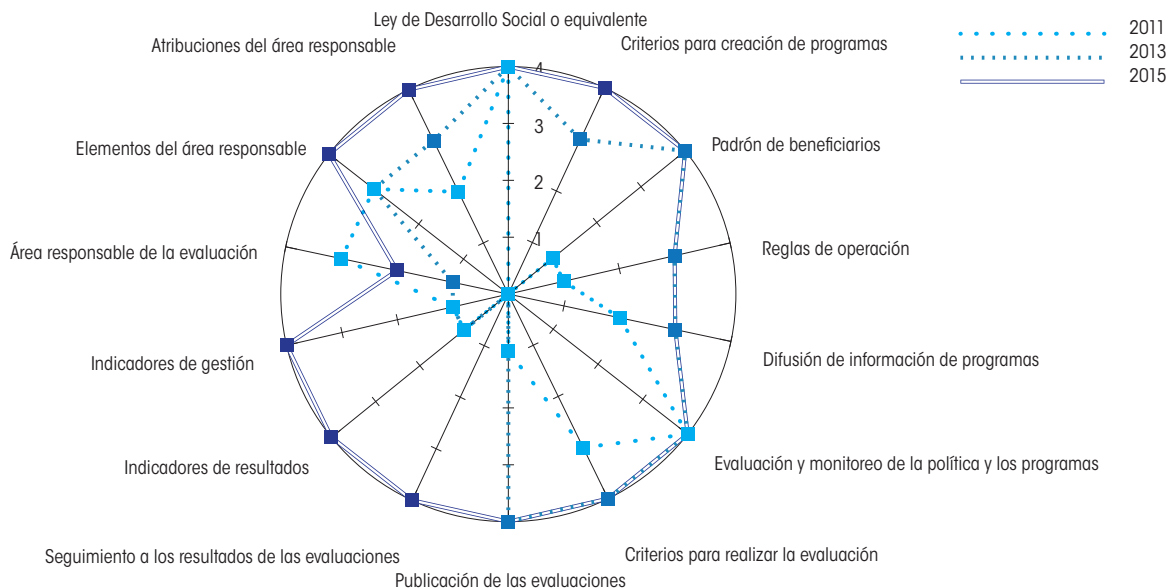 Ley de Desarrollo Social o equivalente
Criterios para creación de programas
Padrón de beneficiarios
Reglas de operación
Difusión de información de programas
Evaluación y monitoreo de la política y los programas
Criterios para realizar la evaluación
Publicación de las evaluaciones
Seguimiento a los resultados de las evaluaciones
Indicadores de resultados
Indicadores de gestión
Área responsable de la evaluación
Elementos del área responsable
Atribuciones del área responsable
4
3
2
1
2011
2013
2015